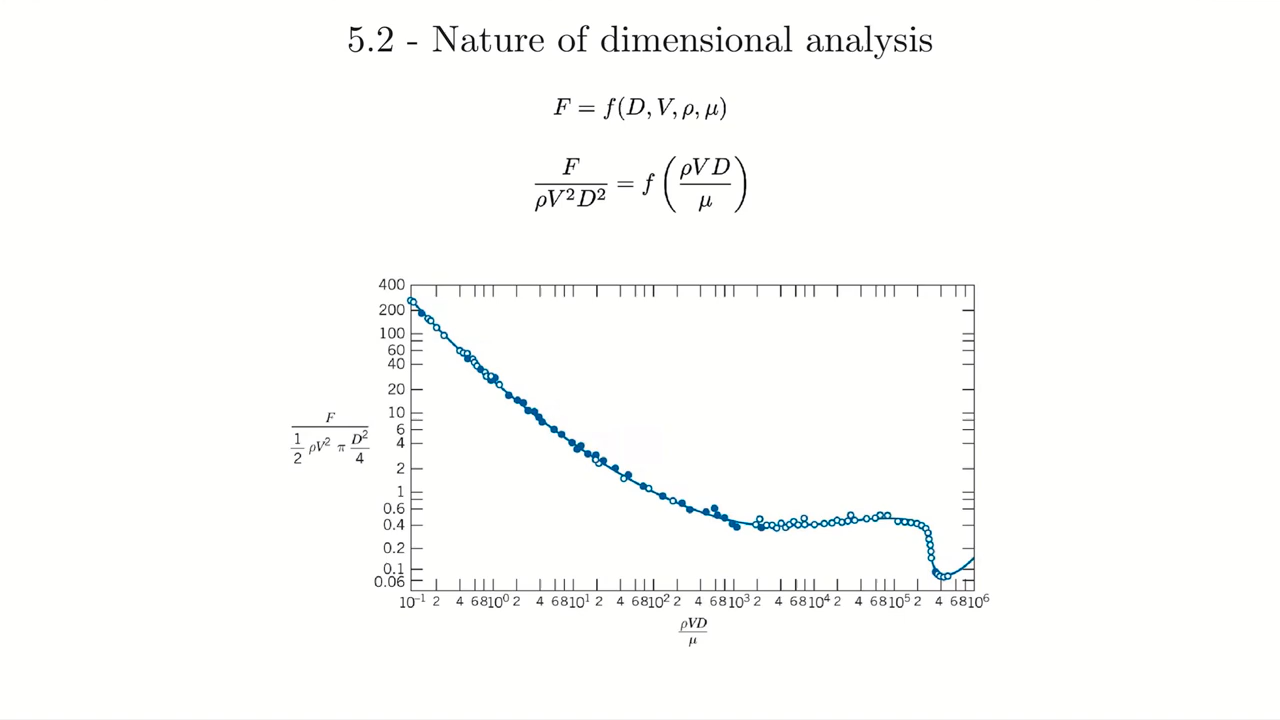 5.2 - Nature of dimensional analysis
F = f(D, V, ρ, μ)
F/(ρV²D²) = f(ρVD/μ)
400
200
100
60
40
20
10
6
4
2
1
0.6
0.4
0.2
0.1
0.06
F/(1/2 ρV² π D²/4)
10⁻¹ 2 4 6 8 10⁰ 2 4 6 8 10¹ 2 4 6 8 10² 2 4 6 8 10³ 2 4 6 8 10⁴ 2 4 6 8 10⁵ 2 4 6 8 10⁶
ρVD/μ